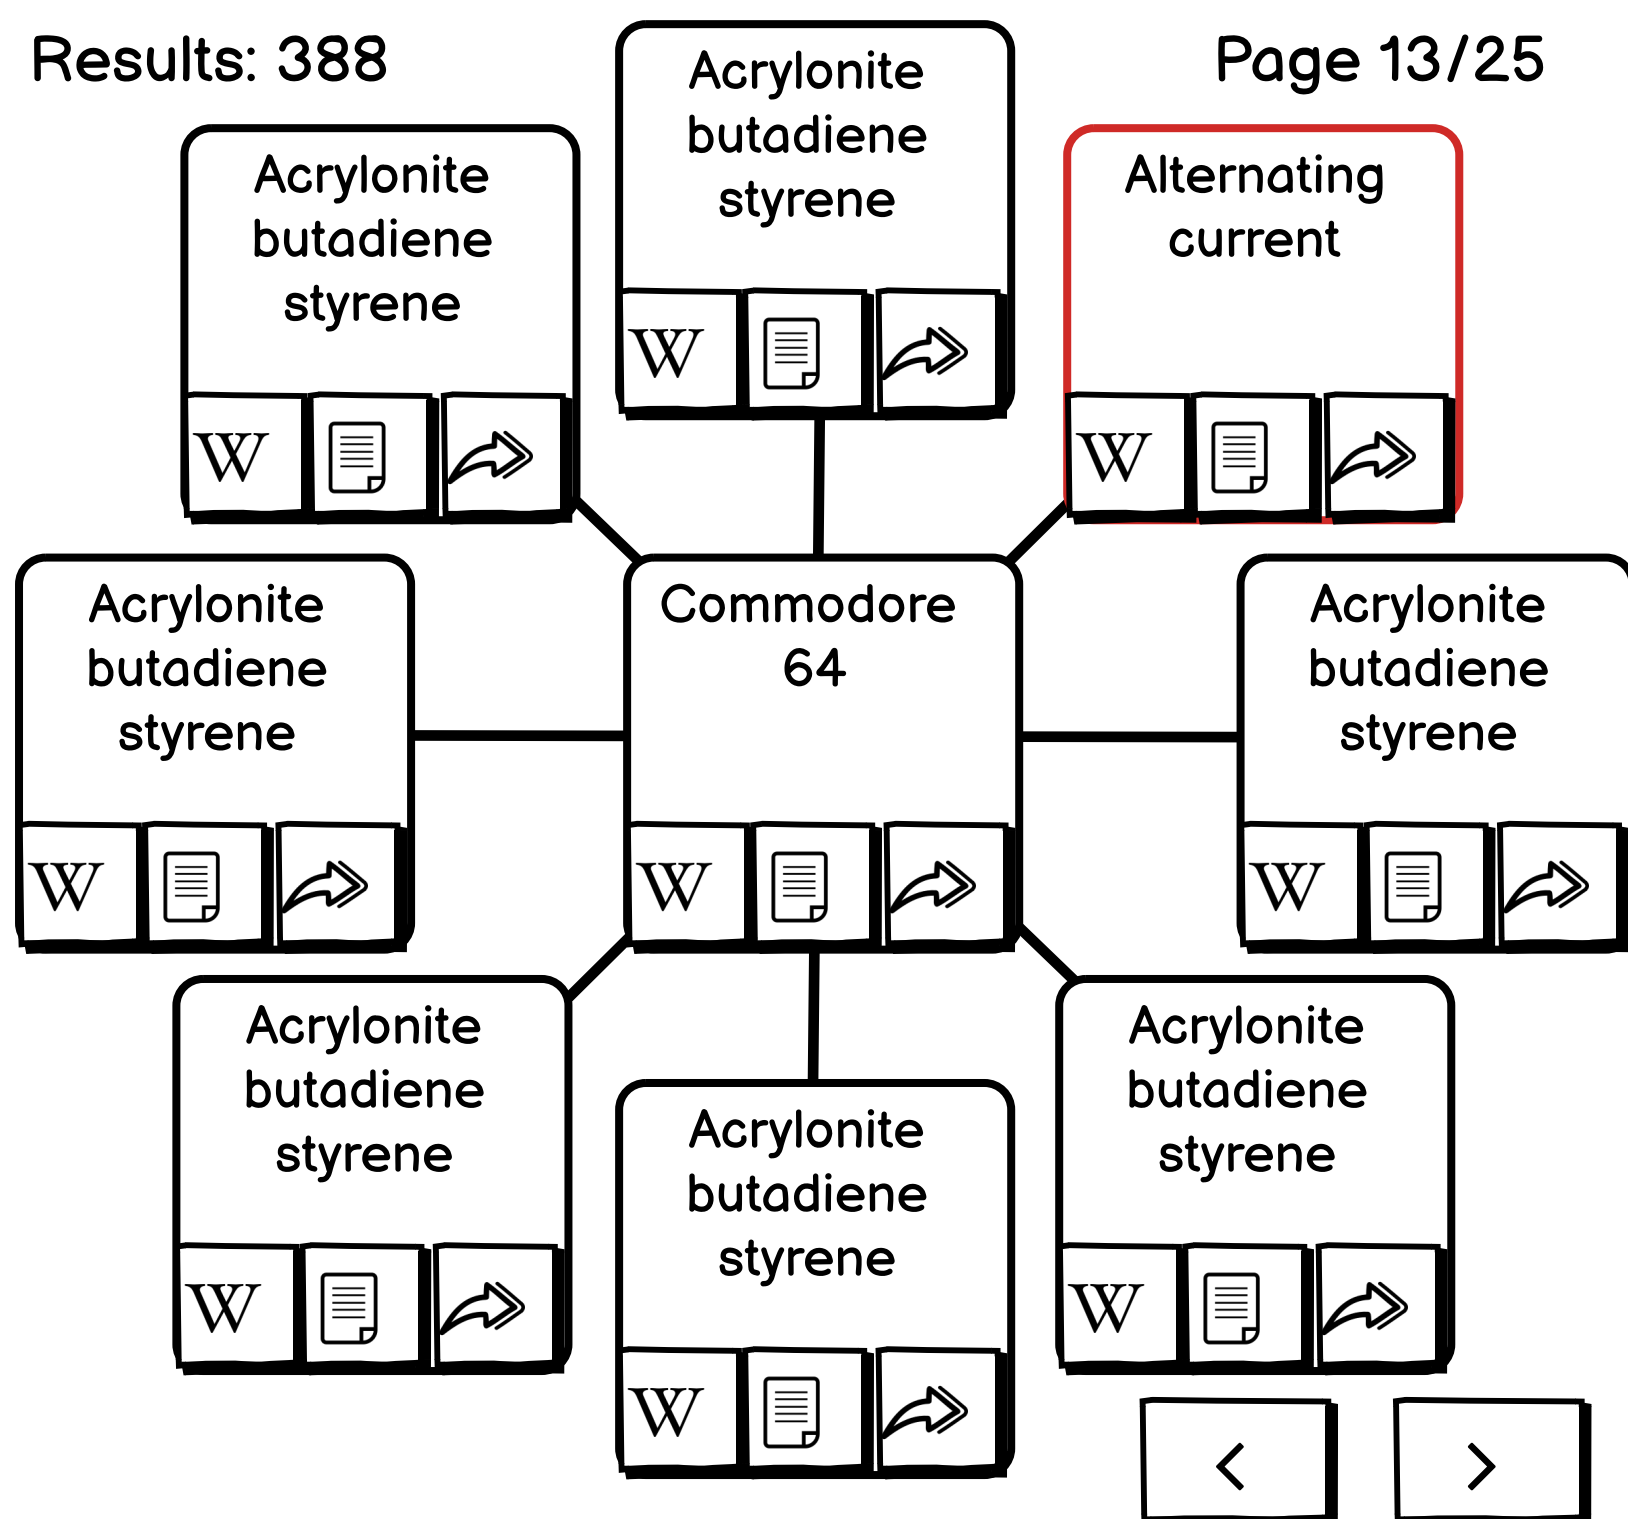 Results: 388
Page 13/25
Acrylonite
butadiene
styrene
W
Acrylonite
butadiene
styrene
W
Alternating
current
W
Acrylonite
butadiene
styrene
W
Commodore
64
W
Acrylonite
butadiene
styrene
W
Acrylonite
butadiene
styrene
W
Acrylonite
butadiene
styrene
W
Acrylonite
butadiene
styrene
W
< >